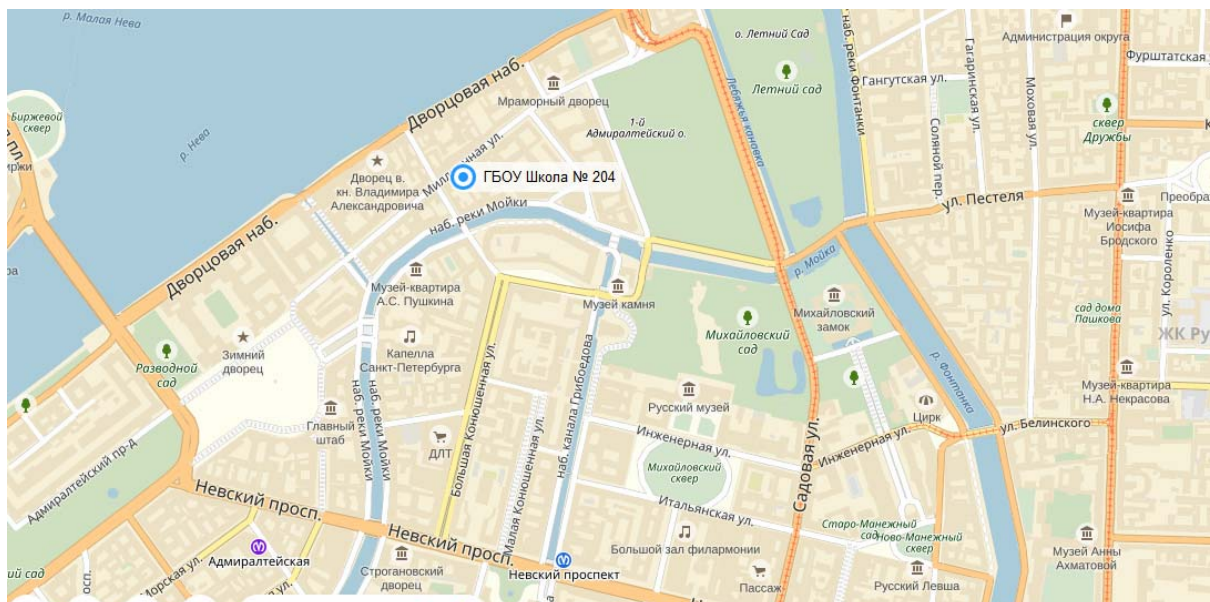 р. Малая Нева
Биржевой
сквер
р. Нева
Дворцовая наб.
Дворцовая наб.
Мраморный дворец
1-й
Адмиралтейский о.
о. Летний Сад
Летний сад
Лебяжья канавка
наб. реки Фонтанки
Гангутская ул.
Гагаринская ул.
Соляной пер.
Моховая ул.
Администрация округа
Фурштатская
сквер
Дружбы
Дворец в.
кн. Владимира
Александровича
Миллионная ул.
ГБОУ Школа № 204
наб. реки Мойки
ул. Пестеля
Музей-квартира
Иосифа
Бродского
Преобра
ул. Короленко
р. Мойка
Музей-квартира
А.С. Пушкина
Музей камня
Михайловский
сад
Михайловский
замок
сад дома
Пашкова
ЖК Ру
Зимний
дворец
Разводной
сад
Капелла
Санкт-Петербурга
Большая Конюшенная ул.
Малая Конюшенная ул.
наб. канала Грибоедова
р. Фонтанка
Музей-квартира
Н.А. Некрасова
Русский музей
Цирк
Главный
штаб
наб. реки Мойки
наб. реки Мойки
ДЛТ
Инженерная ул.
Инженерная ул.
ул. Белинского
Садовая ул.
Михайловский
сквер
Адмиралтейский пр-д
Невский просп.
Невский просп.
Итальянская ул.
Старо-Манежный
сад
Ново-Манежный
сквер
Адмиралтейская
Строгановский
дворец
Невский проспект
Большой зал филармонии
Пассаж
Русский Левша
Музей Анны
Ахматовой
Морская ул.